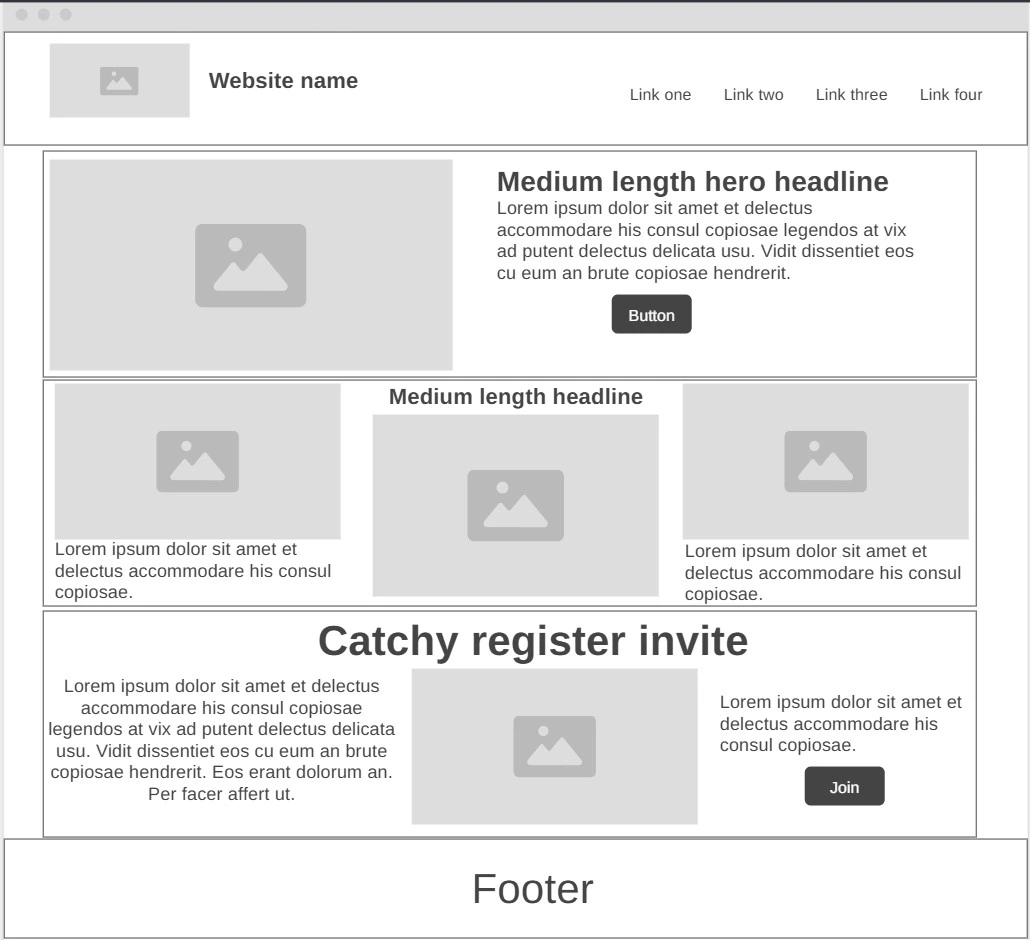 Website name
Link one
Link two
Link three
Link four
Medium length hero headline
Lorem ipsum dolor sit amet et delectus
accommodare his consul copiosae legendos at vix
ad putent delectus delicata usu. Vidit dissentiet eos
cu eum an brute copiosae hendrerit.
Button
Lorem ipsum dolor sit amet et
delectus accommodare his consul
copiosae.
Medium length headline
Lorem ipsum dolor sit amet et
delectus accommodare his consul
copiosae.
Catchy register invite
Lorem ipsum dolor sit amet et delectus
accommodare his consul copiosae
legendos at vix ad putent delectus delicata
usu. Vidit dissentiet eos cu eum an brute
copiosae hendrerit. Eos erant dolorum an.
Per facer affert ut.
Lorem ipsum dolor sit amet et
delectus accommodare his
consul copiosae.
Join
Footer